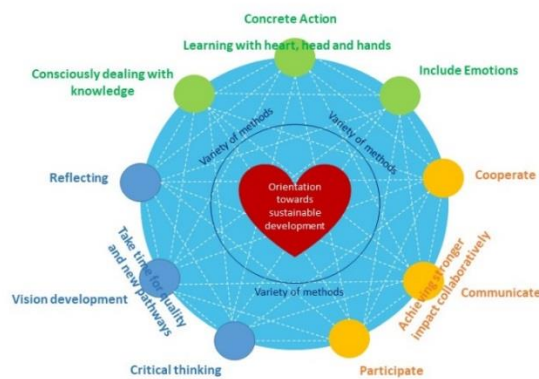 Concrete Action
Learning with heart, head and hands
Consciously dealing with
knowledge
Include Emotions
Variety of methods
Variety of methods
Reflecting
Cooperate
Orientation
towards
sustainable
development
Take time for quality
and new pathways
Achieving stronger
impact collaboratively
Vision development
Variety of methods
Communicate
Critical thinking
Participate